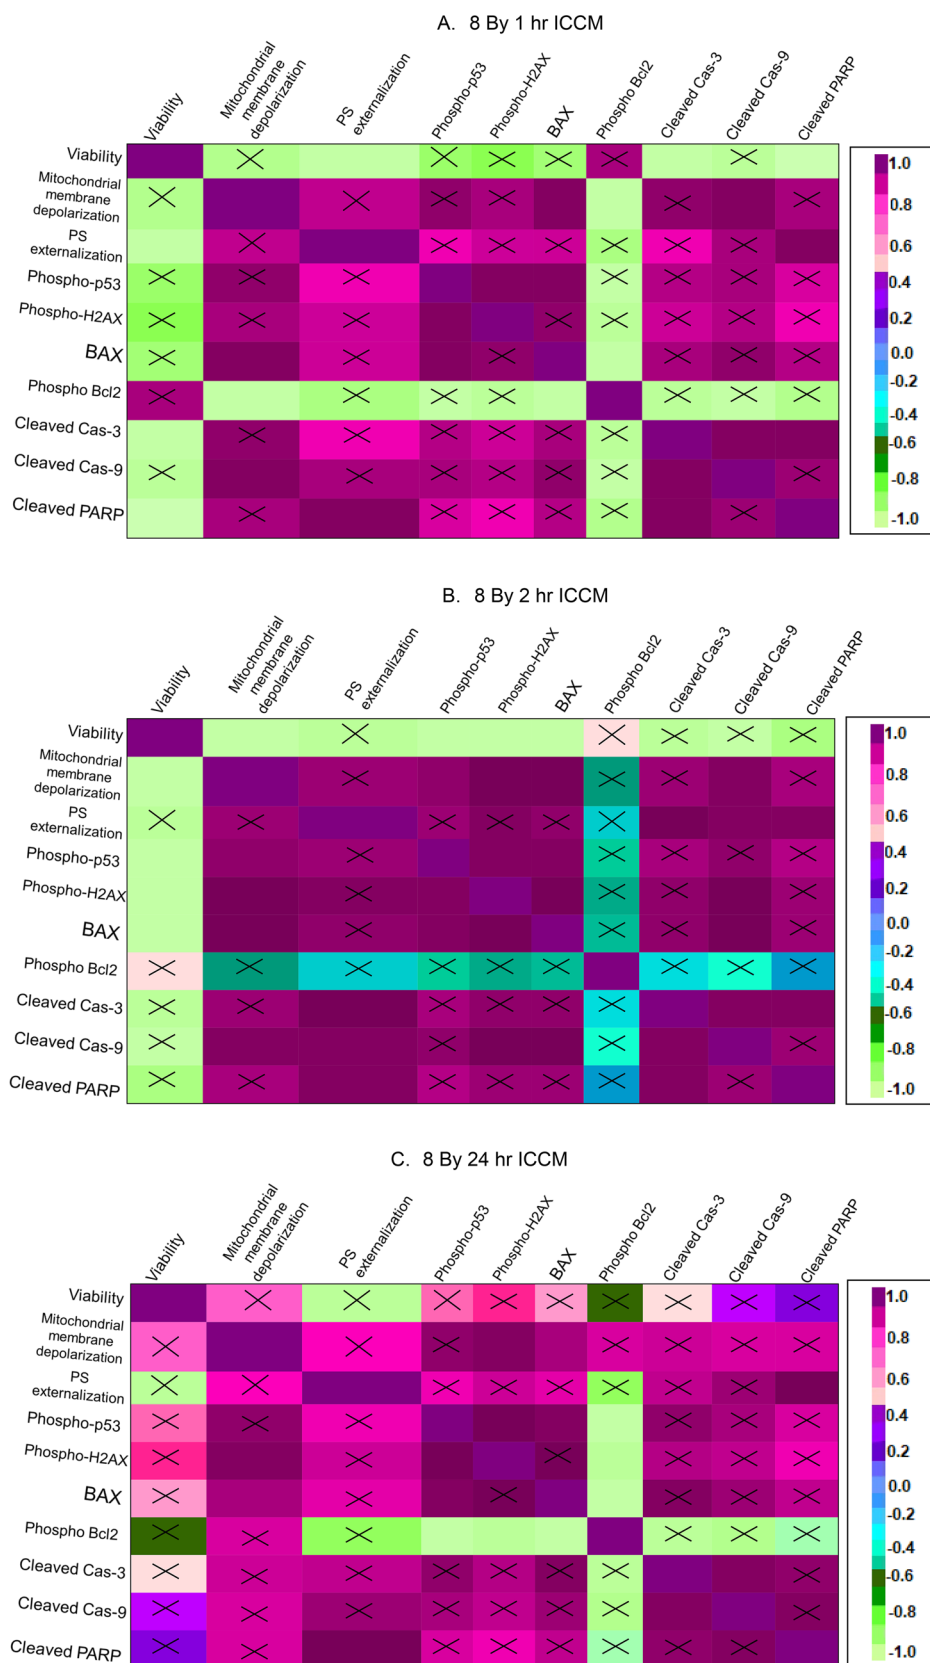 A. 8 By 1 hr ICCM
Viability
Mitochondrial
membrane
depolarization
PS
externalization
Phospho-p53
Phospho-H2AX
BAX
Phospho Bcl2
Cleaved Cas-3
Cleaved Cas-9
Cleaved PARP
Viability
Mitochondrial
membrane
depolarization
PS
externalization
Phospho-p53
Phospho-H2AX
BAX
Phospho Bcl2
Cleaved Cas-3
Cleaved Cas-9
Cleaved PARP
1.0
0.8
0.6
0.4
0.2
0.0
-0.2
-0.4
-0.6
-0.8
-1.0
B. 8 By 2 hr ICCM
Viability
Mitochondrial
membrane
depolarization
PS
externalization
Phospho-p53
Phospho-H2AX
BAX
Phospho Bcl2
Cleaved Cas-3
Cleaved Cas-9
Cleaved PARP
Viability
Mitochondrial
membrane
depolarization
PS
externalization
Phospho-p53
Phospho-H2AX
BAX
Phospho Bcl2
Cleaved Cas-3
Cleaved Cas-9
Cleaved PARP
1.0
0.8
0.6
0.4
0.2
0.0
-0.2
-0.4
-0.6
-0.8
-1.0
C. 8 By 24 hr ICCM
Viability
Mitochondrial
membrane
depolarization
PS
externalization
Phospho-p53
Phospho-H2AX
BAX
Phospho Bcl2
Cleaved Cas-3
Cleaved Cas-9
Cleaved PARP
Viability
Mitochondrial
membrane
depolarization
PS
externalization
Phospho-p53
Phospho-H2AX
BAX
Phospho Bcl2
Cleaved Cas-3
Cleaved Cas-9
Cleaved PARP
1.0
0.8
0.6
0.4
0.2
0.0
-0.2
-0.4
-0.6
-0.8
-1.0